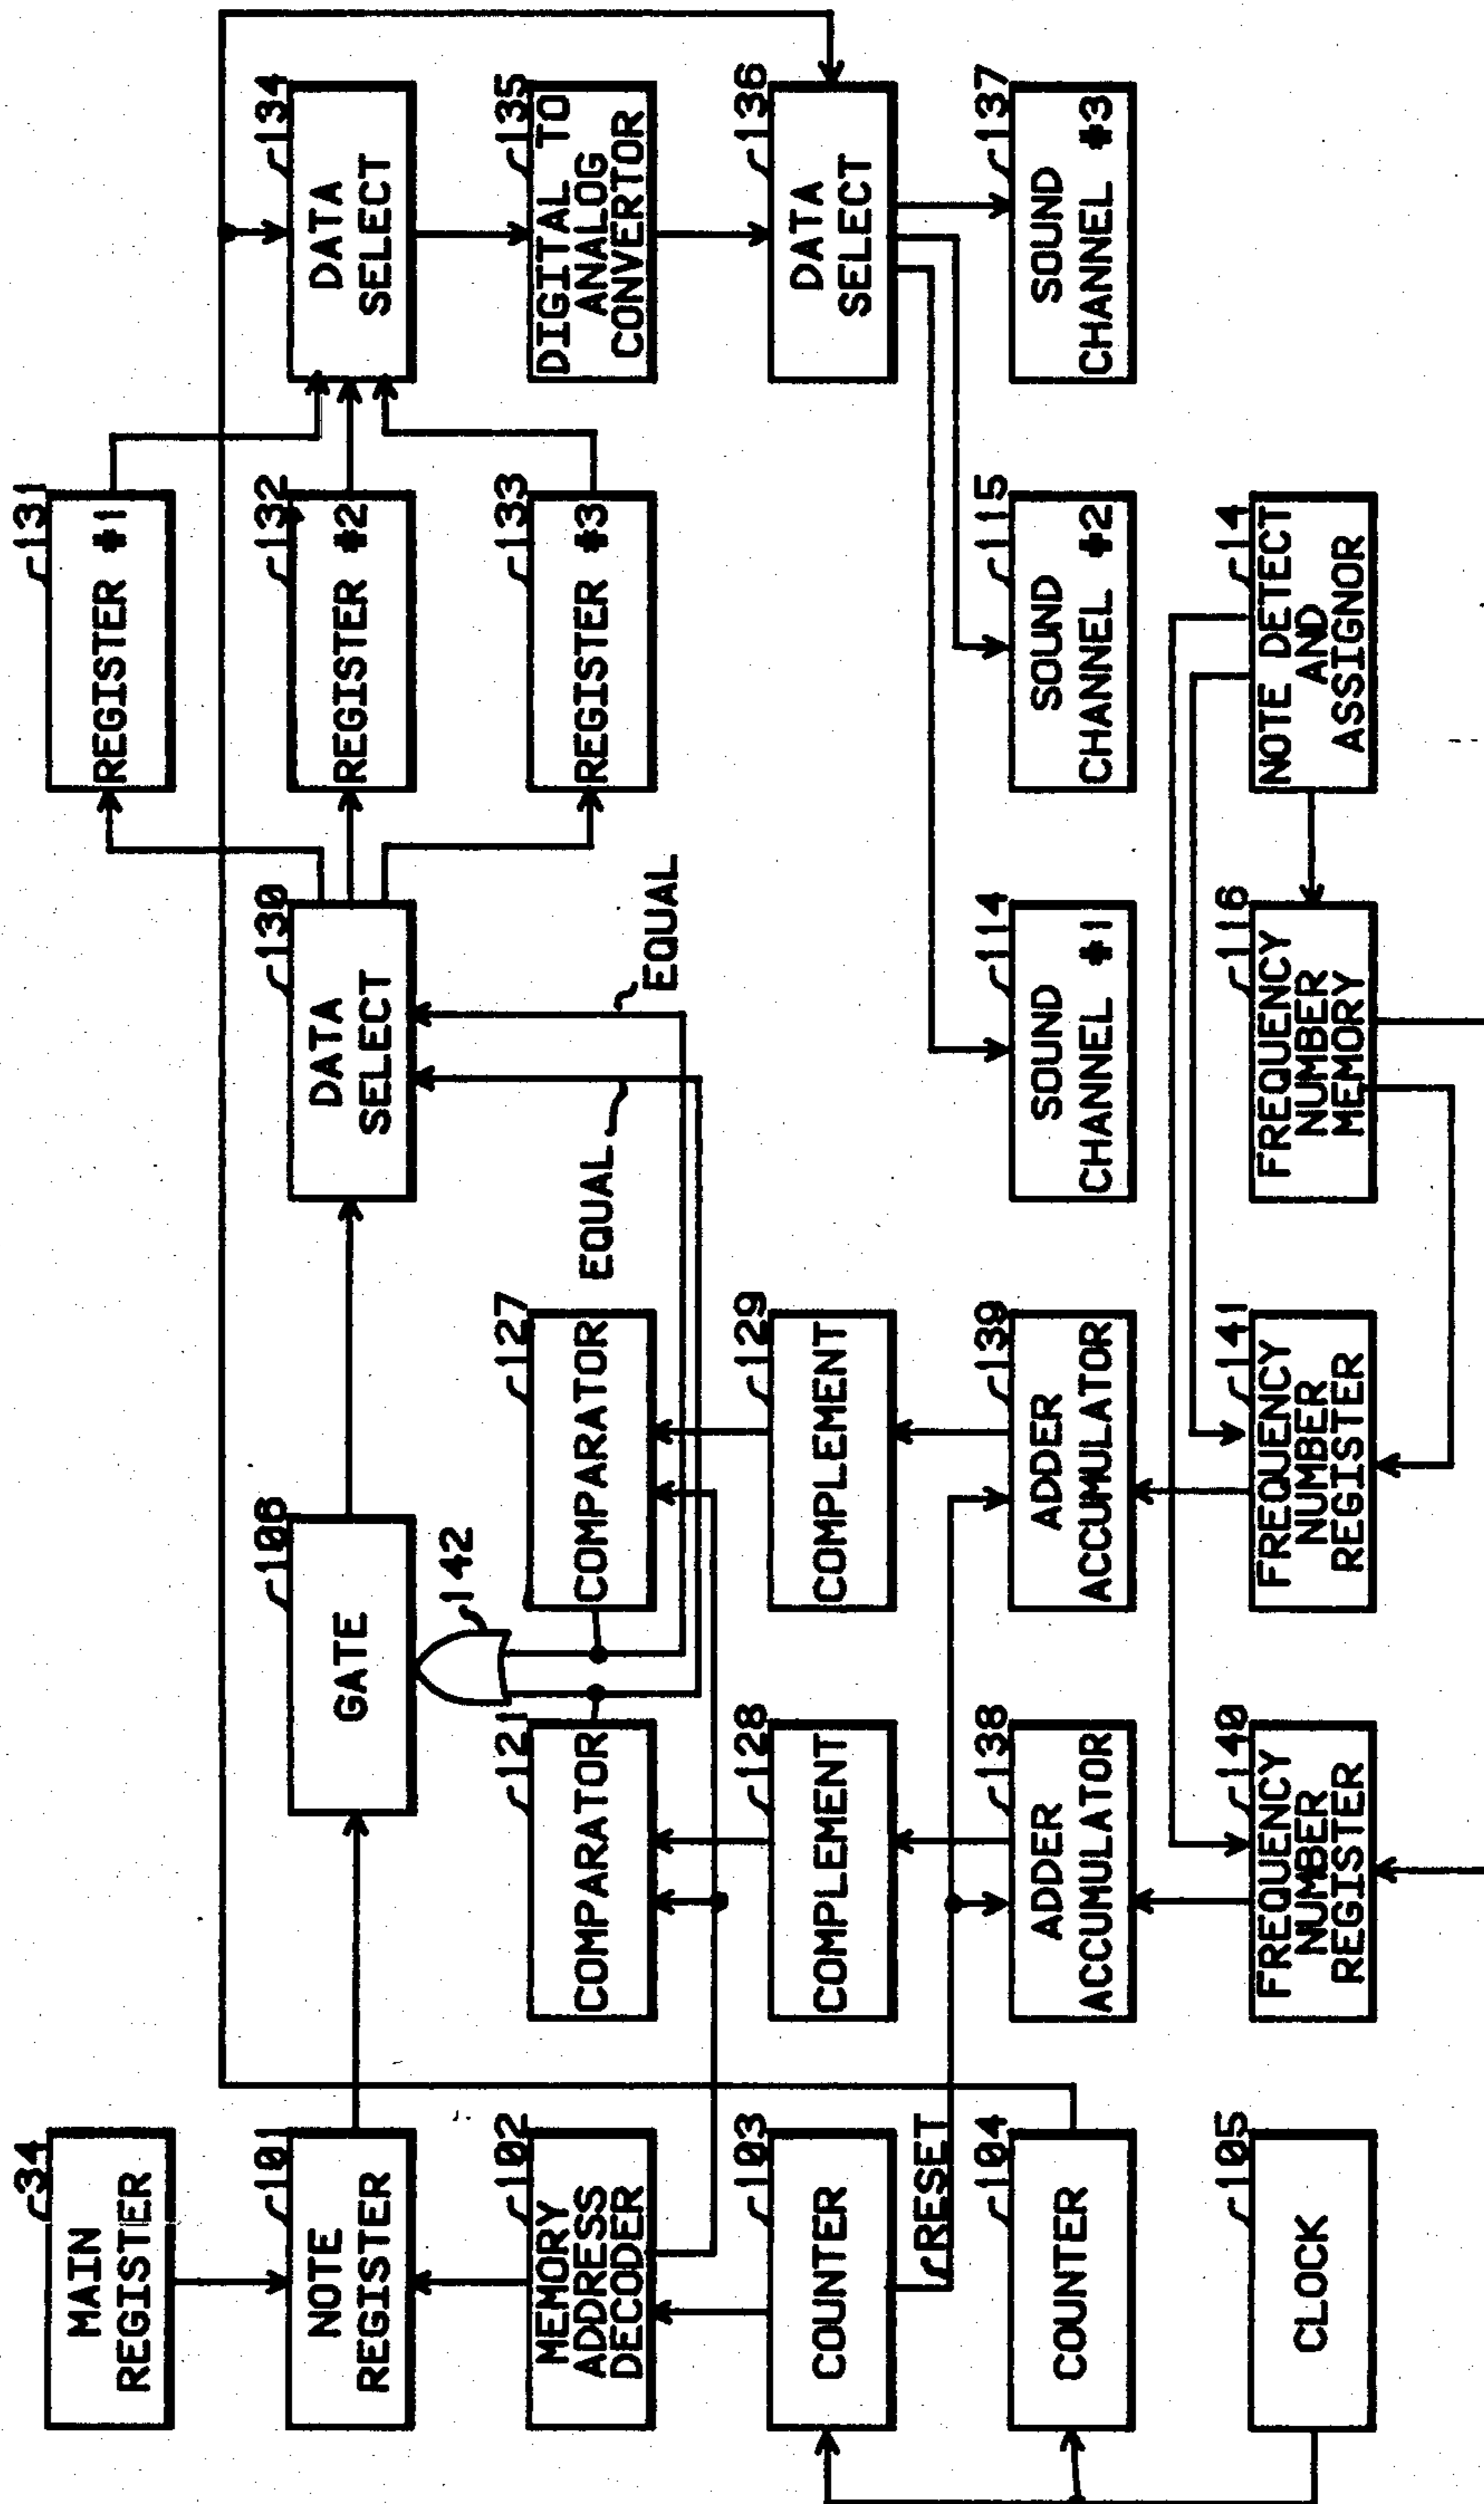 34
MAIN
REGISTER
131
REGISTER #1
101
NOTE
REGISTER
108
GATE
130
DATA
SELECT
132
REGISTER #2
134
DATA
SELECT
142
102
MEMORY
ADDRESS
DECODER
121
COMPARATOR
127
COMPARATOR
EQUAL
EQUAL
133
REGISTER #3
135
DIGITAL TO
ANALOG
CONVERTOR
103
COUNTER
128
COMPLEMENT
129
COMPLEMENT
136
DATA
SELECT
RESET
104
COUNTER
138
ADDER
ACCUMULATOR
139
ADDER
ACCUMULATOR
114
SOUND
CHANNEL #1
115
SOUND
CHANNEL #2
137
SOUND
CHANNEL #3
105
CLOCK
140
FREQUENCY
NUMBER
REGISTER
141
FREQUENCY
NUMBER
REGISTER
116
FREQUENCY
NUMBER
MEMORY
14
NOTE DETECT
AND
ASSIGNOR